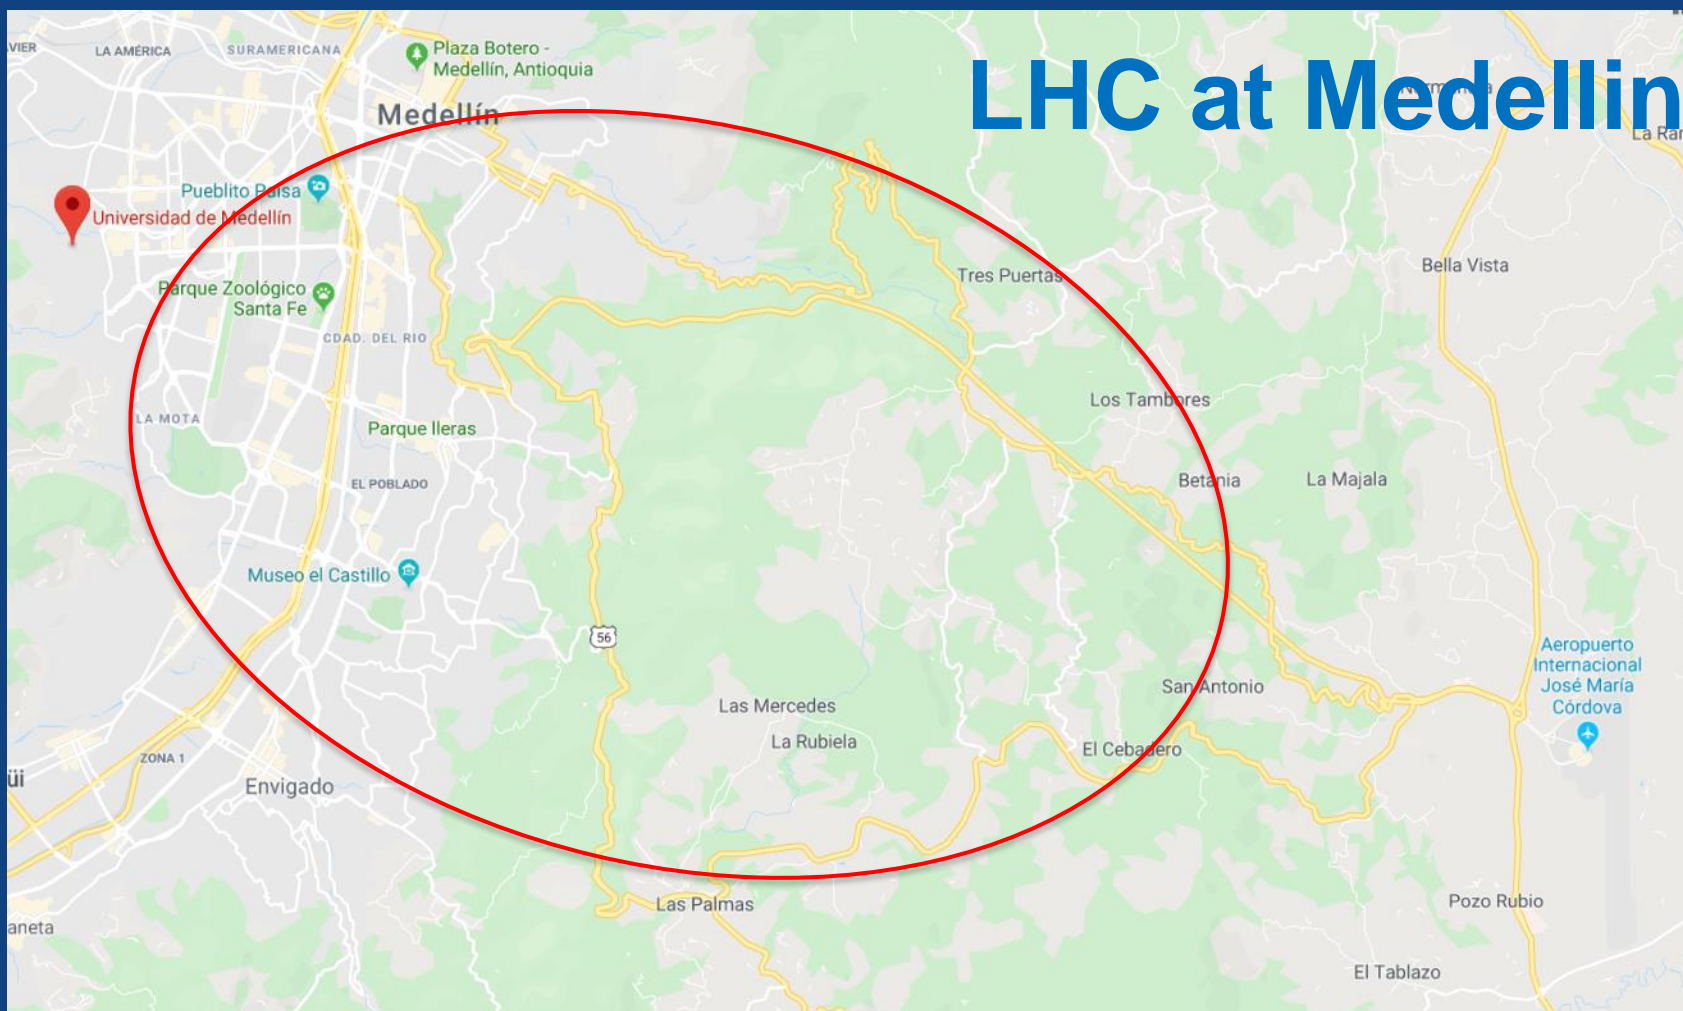 LHC at Medellin
LA AMÉRICA
SURAMERICANA
Plaza Botero -
Medellín, Antioquia
Medellín
Pueblito Paisa
Universidad de Medellín
Parque Zoológico
Santa Fe
CDAD. DEL RIO
Tres Puertas
Bella Vista
LA MOTA
Parque lleras
Los Tambores
EL POBLADO
Betania
La Majala
Museo el Castillo
56
Aeropuerto
Internacional
José María
Córdova
San Antonio
Las Mercedes
La Rubiela
El Cebadero
ZONA 1
Envigado
Las Palmas
Pozo Rubio
El Tablazo